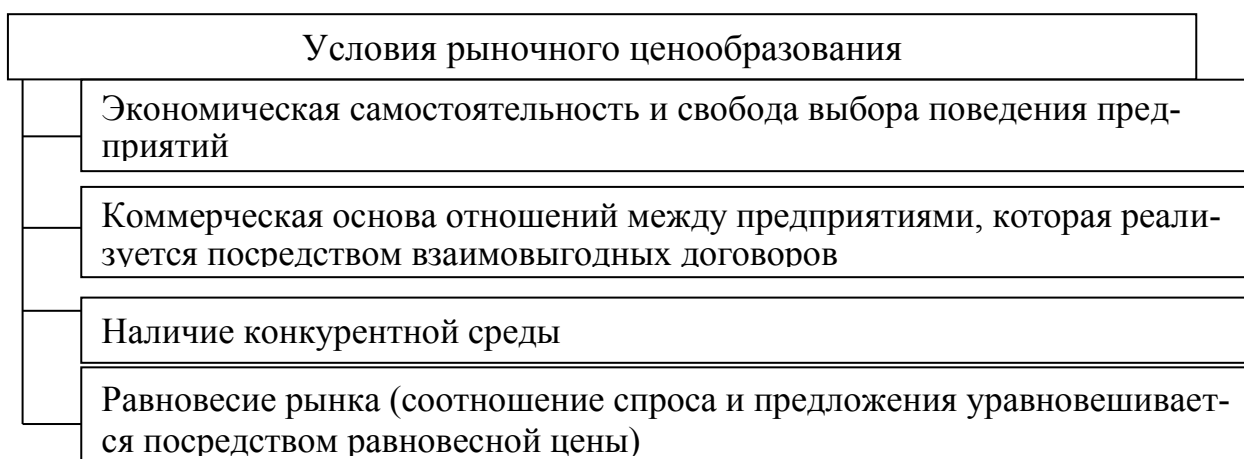 Условия рыночного ценообразования
Экономическая самостоятельность и свобода выбора поведения пред-
приятий
Коммерческая основа отношений между предприятиями, которая реали-
зуется посредством взаимовыгодных договоров
Наличие конкурентной среды
Равновесие рынка (соотношение спроса и предложения уравновешивает-
ся посредством равновесной цены)